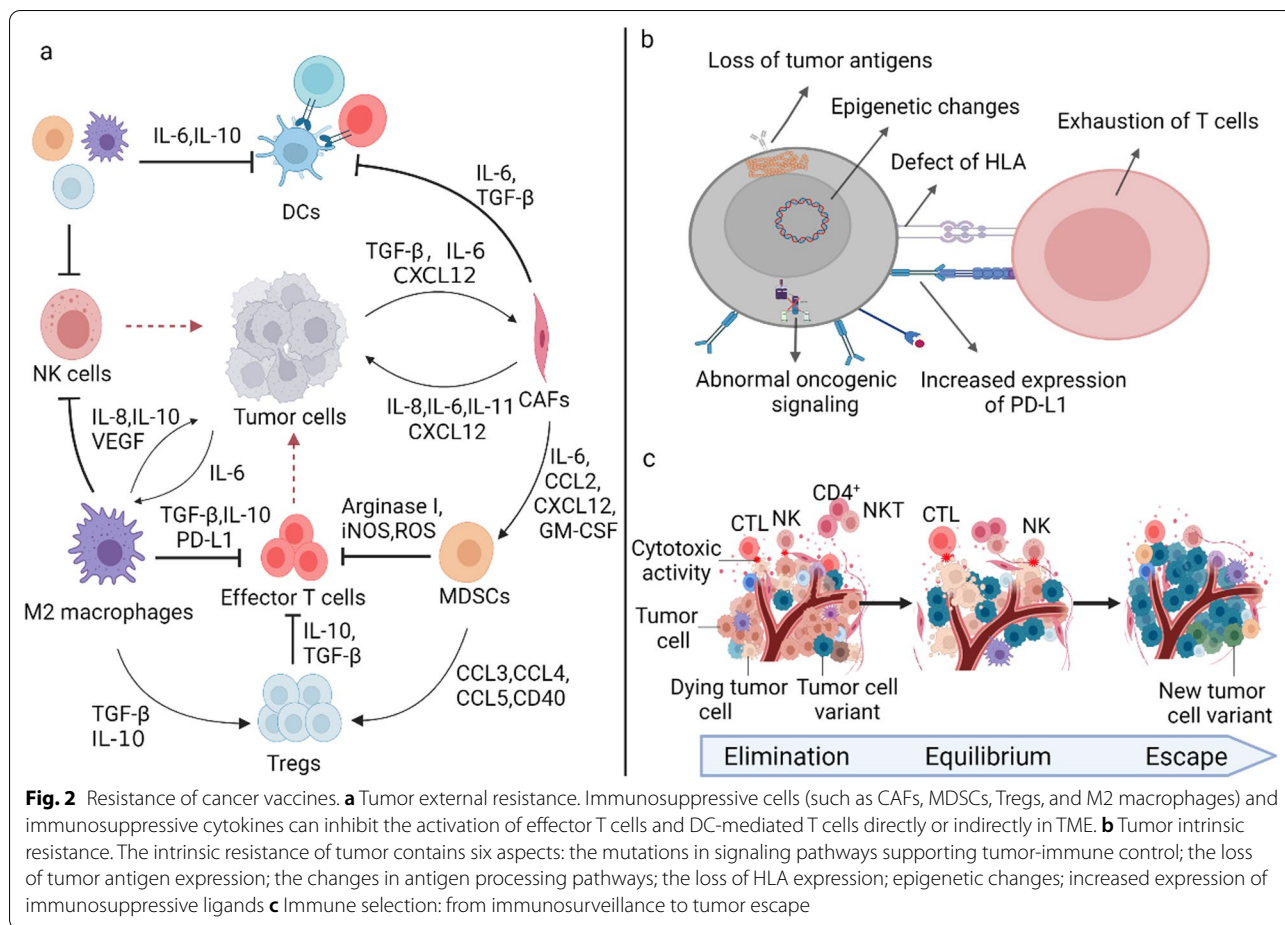 a
IL-6,IL-10
DCs
IL-6,
TGF-β
TGF-β, IL-6
CXCL12
NK cells
Tumor cells
IL-8,IL-6,IL-11
CXCL12
CAFs
IL-8,IL-10
VEGF
IL-6
IL-6,
CCL2,
CXCL12,
GM-CSF
TGF-β,IL-10
PD-L1
Arginase I,
iNOS,ROS
M2 macrophages
Effector T cells
MDSCs
IL-10,
TGF-β
CCL3,CCL4,
CCL5,CD40
TGF-β
IL-10
Tregs
b
Loss of tumor antigens
Epigenetic changes
Exhaustion of T cells
Defect of HLA
Abnormal oncogenic
signaling
Increased expression
of PD-L1
c
CD4⁺
CTL
NK
NKT
CTL
NK
Cytotoxic
activity
Tumor
cell
Dying tumor
cell
Tumor cell
variant
New tumor
cell variant
Elimination
Equilibrium
Escape
Fig. 2 Resistance of cancer vaccines. a Tumor external resistance. Immunosuppressive cells (such as CAFs, MDSCs, Tregs, and M2 macrophages) and
immunosuppressive cytokines can inhibit the activation of effector T cells and DC-mediated T cells directly or indirectly in TME. b Tumor intrinsic
resistance. The intrinsic resistance of tumor contains six aspects: the mutations in signaling pathways supporting tumor-immune control; the loss
of tumor antigen expression; the changes in antigen processing pathways; the loss of HLA expression; epigenetic changes; increased expression of
immunosuppressive ligands c Immune selection: from immunosurveillance to tumor escape